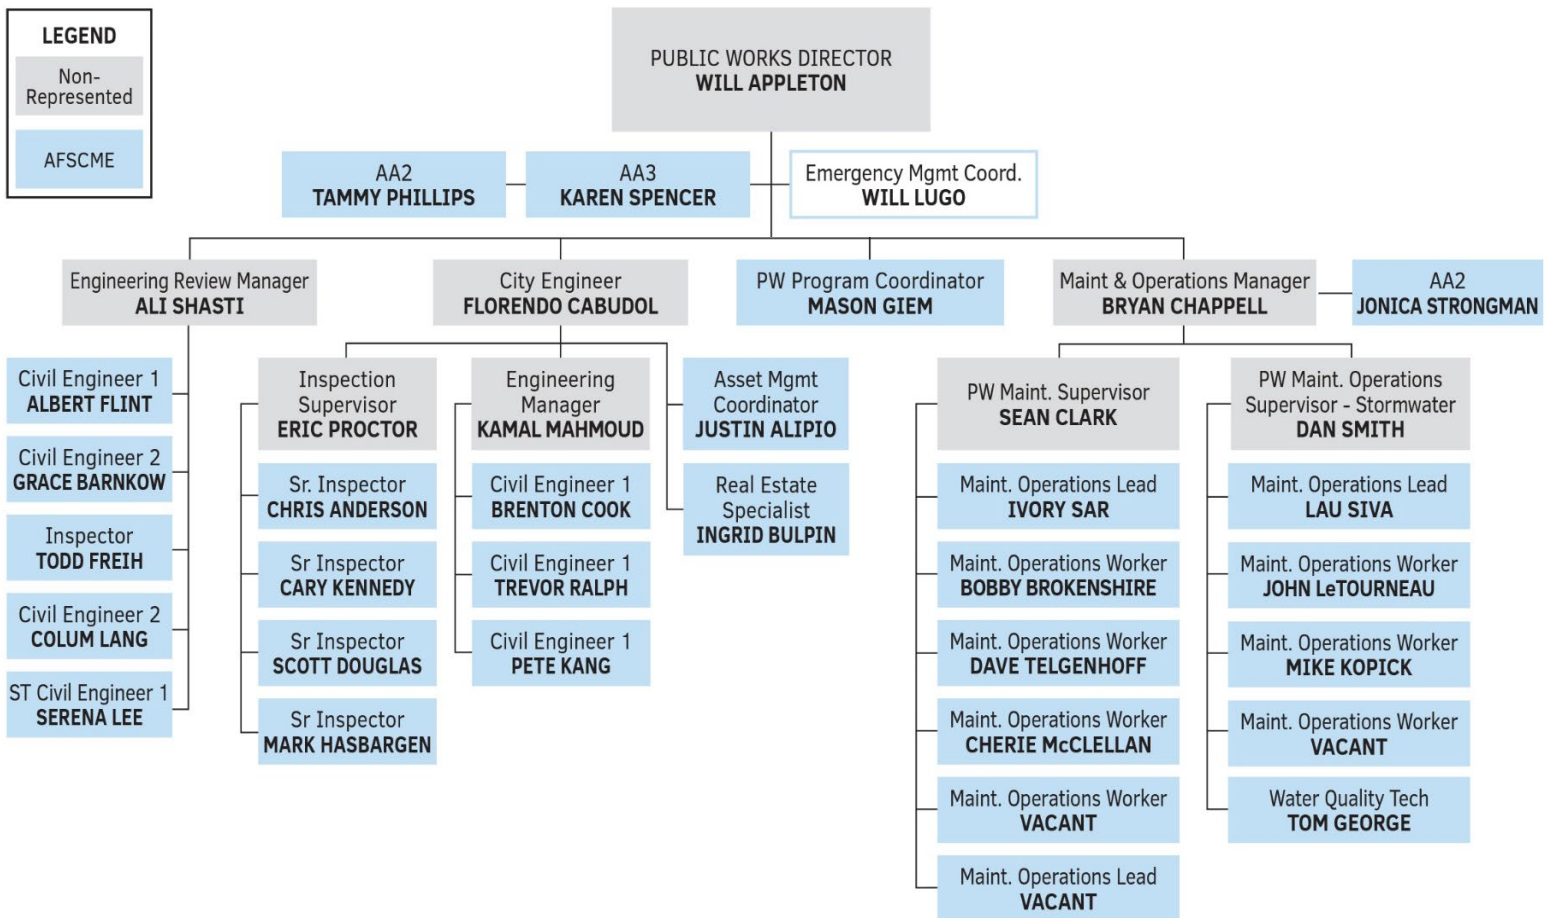 LEGEND
Non-
Represented
AFSCME
PUBLIC WORKS DIRECTOR
WILL APPLETON
AA2
TAMMY PHILLIPS
AA3
KAREN SPENCER
Emergency Mgmt Coord.
WILL LUGO
Engineering Review Manager
ALI SHASTI
City Engineer
FLORENDO CABUDOL
PW Program Coordinator
MASON GIEM
Maint & Operations Manager
BRYAN CHAPPELL
AA2
JONICA STRONGMAN
Civil Engineer 1
ALBERT FLINT
Civil Engineer 2
GRACE BARNKOW
Inspector
TODD FREIH
Civil Engineer 2
COLUM LANG
ST Civil Engineer 1
SERENA LEE
Inspection
Supervisor
ERIC PROCTOR
Sr. Inspector
CHRIS ANDERSON
Sr Inspector
CARY KENNEDY
Sr Inspector
SCOTT DOUGLAS
Sr Inspector
MARK HASBARGEN
Engineering
Manager
KAMAL MAHMOUD
Civil Engineer 1
BRENTON COOK
Civil Engineer 1
TREVOR RALPH
Civil Engineer 1
PETE KANG
Asset Mgmt
Coordinator
JUSTIN ALIPIO
Real Estate
Specialist
INGRID BULPIN
PW Maint. Supervisor
SEAN CLARK
Maint. Operations Lead
IVORY SAR
Maint. Operations Worker
BOBBY BROKENSHIRE
Maint. Operations Worker
DAVE TELGENHOFF
Maint. Operations Worker
CHERIE McCLELLAN
Maint. Operations Worker
VACANT
Maint. Operations Lead
VACANT
PW Maint. Operations
Supervisor - Stormwater
DAN SMITH
Maint. Operations Lead
LAU SIVA
Maint. Operations Worker
JOHN LeTOURNEAU
Maint. Operations Worker
MIKE KOPICK
Maint. Operations Worker
VACANT
Water Quality Tech
TOM GEORGE